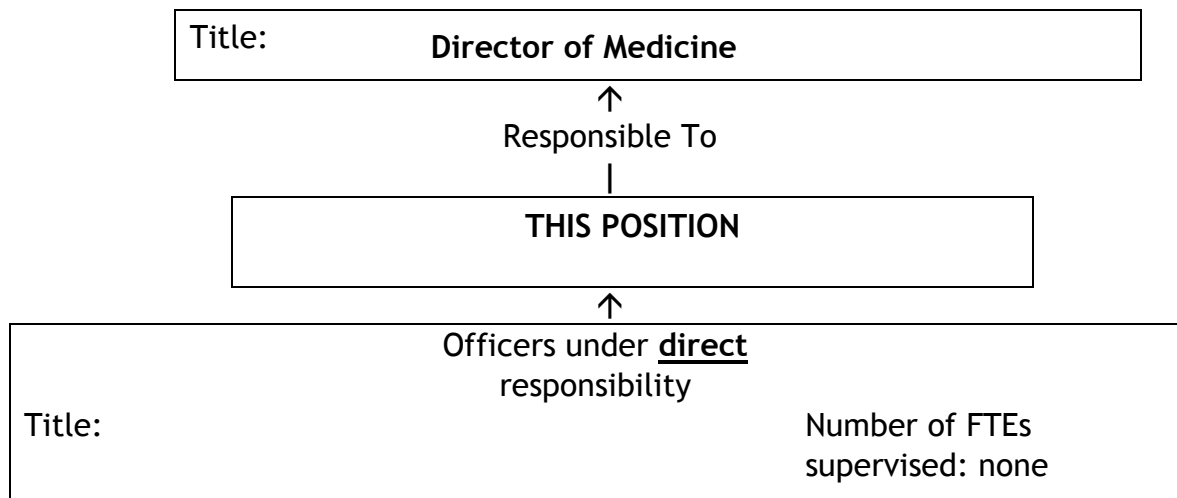 Title: Director of Medicine
↑
Responsible To
|
THIS POSITION
↑
Officers under direct
responsibility
Title: Number of FTEs
supervised: none